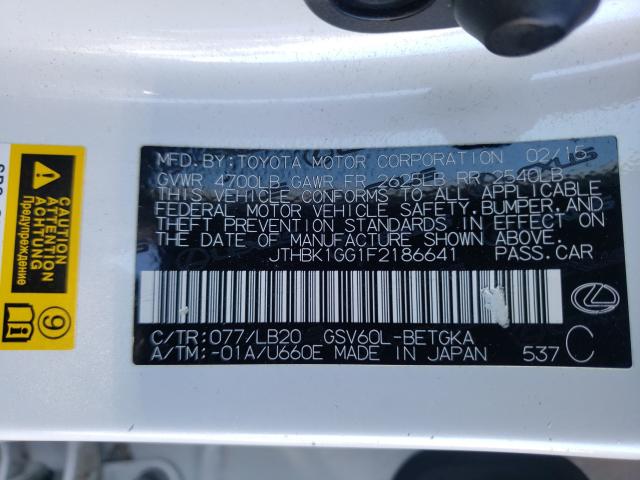 MFD. BY: TOYOTA MOTOR CORPORATION 02/15
GVWR 4700LB GAWR FR 2625LB RR 2540LB
THIS VEHICLE CONFORMS TO ALL APPLICABLE
FEDERAL MOTOR VEHICLE SAFETY, BUMPER, AND
THEFT PREVENTION STANDARDS IN EFFECT ON
THE DATE OF MANUFACTURE SHOWN ABOVE.
JTHBK1GG1F2186641 PASS. CAR
C/TR: 077/LB20 GSV60L-BETGKA
A/TM: -01A/U660E MADE IN JAPAN 537 C
Attention
Предупреждение
9